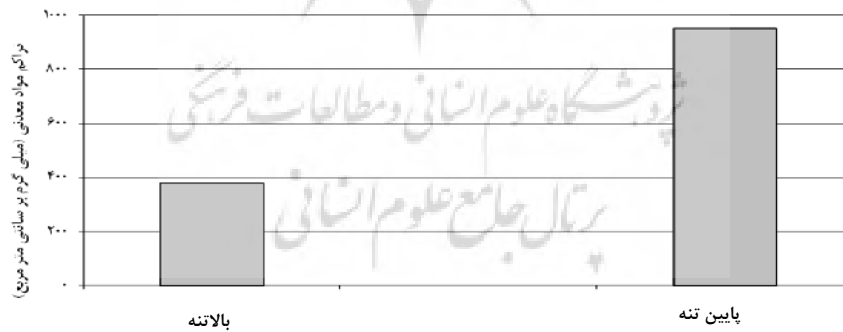 تراکم مواد معدنی (میلی گرم بر سانتی متر مربع)
۱۰۰۰
۸۰۰
۶۰۰
۴۰۰
۲۰۰
۰
پژوهشگاه علوم انسانی و مطالعات فرهنگی
پرتال جامع علوم انسانی
بالاتنه
پایین تنه